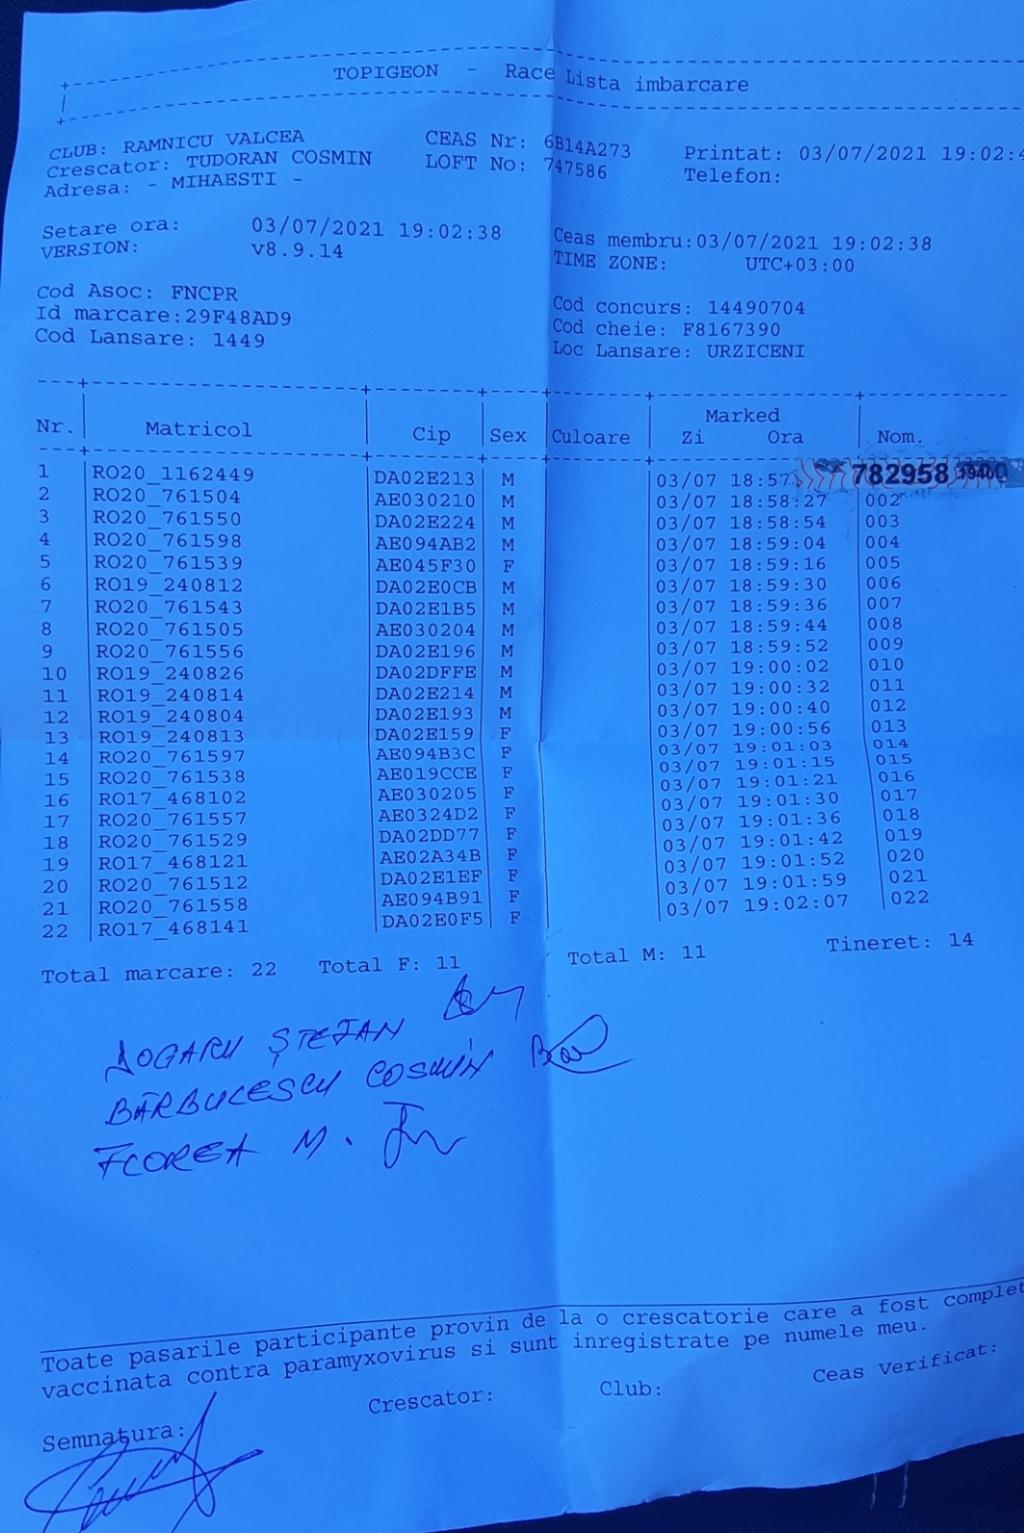 TOPIGEON - Race Lista imbarcare
CLUB: RAMNICU VALCEA CEAS Nr: 6B14A273 Printat: 03/07/2021 19:02:4
Crescator: TUDORAN COSMIN LOFT No: 747586 Telefon:
Adresa: - MIHAESTI -
Setare ora: 03/07/2021 19:02:38 Ceas membru:03/07/2021 19:02:38
VERSION: v8.9.14 TIME ZONE: UTC+03:00
Cod Asoc: FNCPR Cod concurs: 14490704
Id marcare:29F48AD9 Cod cheie: F8167390
Cod Lansare: 1449 Loc Lansare: URZICENI
Marked
Nr. Matricol Cip Sex Culoare Zi Ora Nom.
1 RO20_1162449 DA02E213 M 03/07 18:57 782958 39400
2 RO20_761504 AE030210 M 03/07 18:58:27 002
3 RO20_761550 DA02E224 M 03/07 18:58:54 003
4 RO20_761598 AE094AB2 M 03/07 18:59:04 004
5 RO20_761539 AE045F30 F 03/07 18:59:16 005
6 RO19_240812 DA02E0CB M 03/07 18:59:30 006
7 RO20_761543 DA02E1B5 M 03/07 18:59:36 007
8 RO20_761505 AE030204 M 03/07 18:59:44 008
9 RO20_761556 DA02E196 M 03/07 18:59:52 009
10 RO19_240826 DA02DFFE M 03/07 19:00:02 010
11 RO19_240814 DA02E214 M 03/07 19:00:32 011
12 RO19_240804 DA02E193 M 03/07 19:00:40 012
13 RO19_240813 DA02E159 F 03/07 19:00:56 013
14 RO20_761597 AE094B3C F 03/07 19:01:03 014
15 RO20_761538 AE019CCE F 03/07 19:01:15 015
16 RO17_468102 AE030205 F 03/07 19:01:21 016
17 RO20_761557 AE0324D2 F 03/07 19:01:30 017
18 RO20_761529 DA02DD77 F 03/07 19:01:36 018
19 RO17_468121 AE02A34B F 03/07 19:01:42 019
20 RO20_761512 DA02E1EF F 03/07 19:01:52 020
21 RO20_761558 AE094B91 F 03/07 19:01:59 021
22 RO17_468141 DA02E0F5 F 03/07 19:02:07 022
Total marcare: 22 Total F: 11 Total M: 11 Tineret: 14
ȘTEFAN
BĂRBUCESCU COSMIN
FLOREA M.
Toate pasarile participante provin de la o crescatorie care a fost complet
vaccinata contra paramyxovirus si sunt inregistrate pe numele meu.
Semnatura: Crescator: Club: Ceas Verificat: